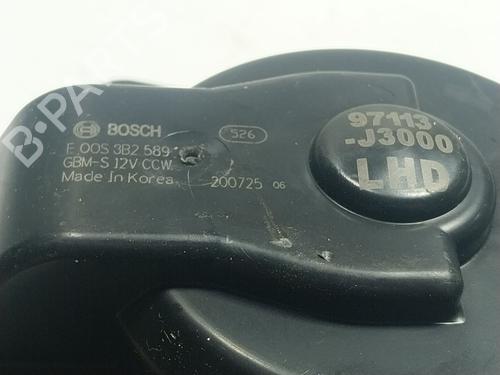 BOSCH
526
F 00S 3B2 589
GBM-S 12V CCW
Made in Korea
200725 06
97113
-J3000
LHD
B-PARTS